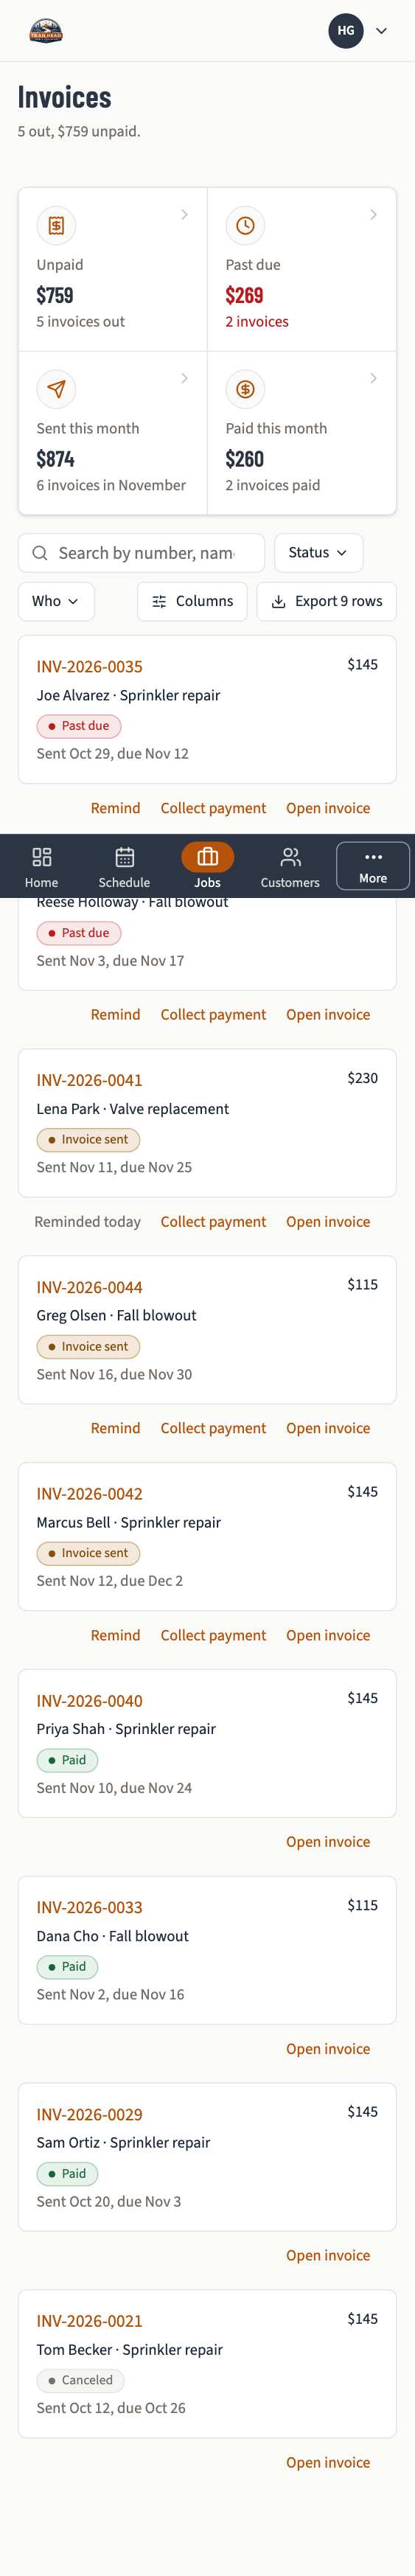 TRAILHEAD
HG
Invoices
5 out, $759 unpaid.
Unpaid
$759
5 invoices out
Past due
$269
2 invoices
Sent this month
$874
6 invoices in November
Paid this month
$260
2 invoices paid
Search by number, nam
Status
Who
Columns
Export 9 rows
INV-2026-0035
$145
Joe Alvarez · Sprinkler repair
Past due
Sent Oct 29, due Nov 12
Remind Collect payment Open invoice
Home Schedule Jobs Customers More
Reese Holloway · Fall blowout
Past due
Sent Nov 3, due Nov 17
Remind Collect payment Open invoice
INV-2026-0041
$230
Lena Park · Valve replacement
Invoice sent
Sent Nov 11, due Nov 25
Reminded today Collect payment Open invoice
INV-2026-0044
$115
Greg Olsen · Fall blowout
Invoice sent
Sent Nov 16, due Nov 30
Remind Collect payment Open invoice
INV-2026-0042
$145
Marcus Bell · Sprinkler repair
Invoice sent
Sent Nov 12, due Dec 2
Remind Collect payment Open invoice
INV-2026-0040
$145
Priya Shah · Sprinkler repair
Paid
Sent Nov 10, due Nov 24
Open invoice
INV-2026-0033
$115
Dana Cho · Fall blowout
Paid
Sent Nov 2, due Nov 16
Open invoice
INV-2026-0029
$145
Sam Ortiz · Sprinkler repair
Paid
Sent Oct 20, due Nov 3
Open invoice
INV-2026-0021
$145
Tom Becker · Sprinkler repair
Canceled
Sent Oct 12, due Oct 26
Open invoice